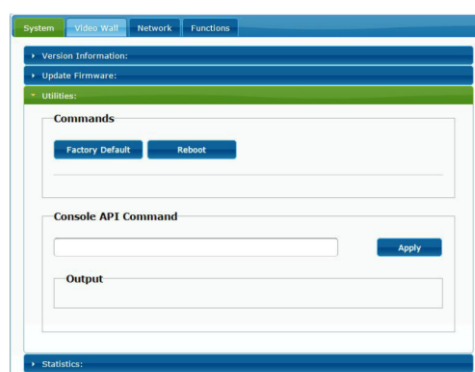 System Video Wall Network Functions
Version Information:
Update Firmware:
Utilities:
Commands
Factory Default Reboot
Console API Command
Apply
Output
Statistics: